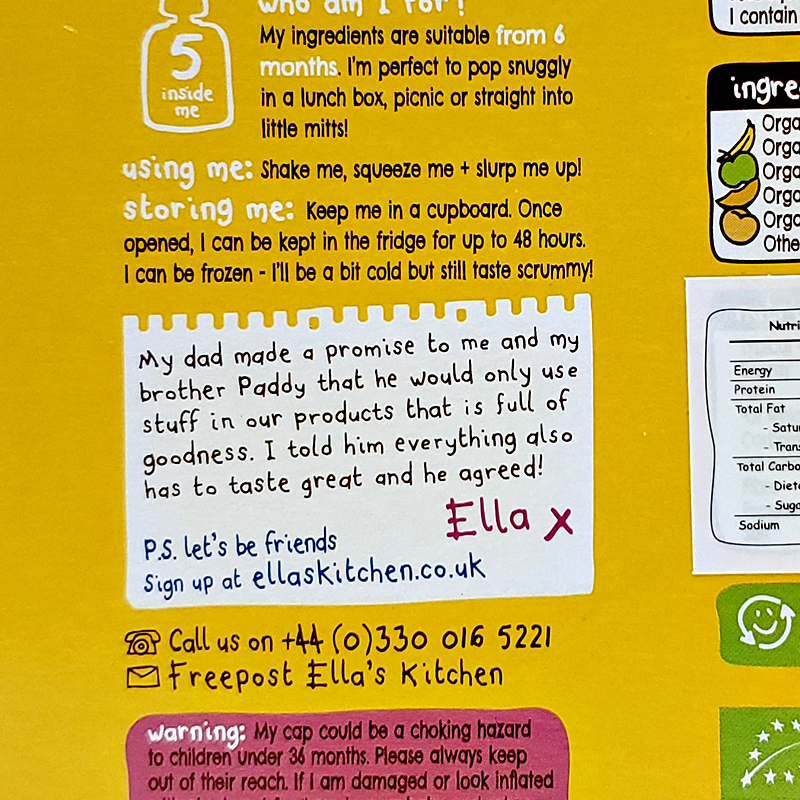 who am I for?
5
inside
me
My ingredients are suitable from 6
months. I'm perfect to pop snuggly
in a lunch box, picnic or straight into
little mitts!
using me: Shake me, squeeze me + slurp me up!
storing me: Keep me in a cupboard. Once
opened, I can be kept in the fridge for up to 48 hours.
I can be frozen - I'll be a bit cold but still taste scrummy!
My dad made a promise to me and my
brother Paddy that he would only use
stuff in our products that is full of
goodness. I told him everything also
has to taste great and he agreed!
Ella x
P.S. let's be friends
Sign up at ellaskitchen.co.uk
Call us on +44 (0)330 016 5221
Freepost Ella's Kitchen
warning: My cap could be a choking hazard
to children under 36 months. Please always keep
out of their reach. If I am damaged or look inflated
I contain
ingre
Orga
Orga
Orga
Orga
Orga
Othe
Nutri
Energy
Protein
Total Fat
- Satu
- Trans
Total Carbo
- Diet
- Suga
Sodium